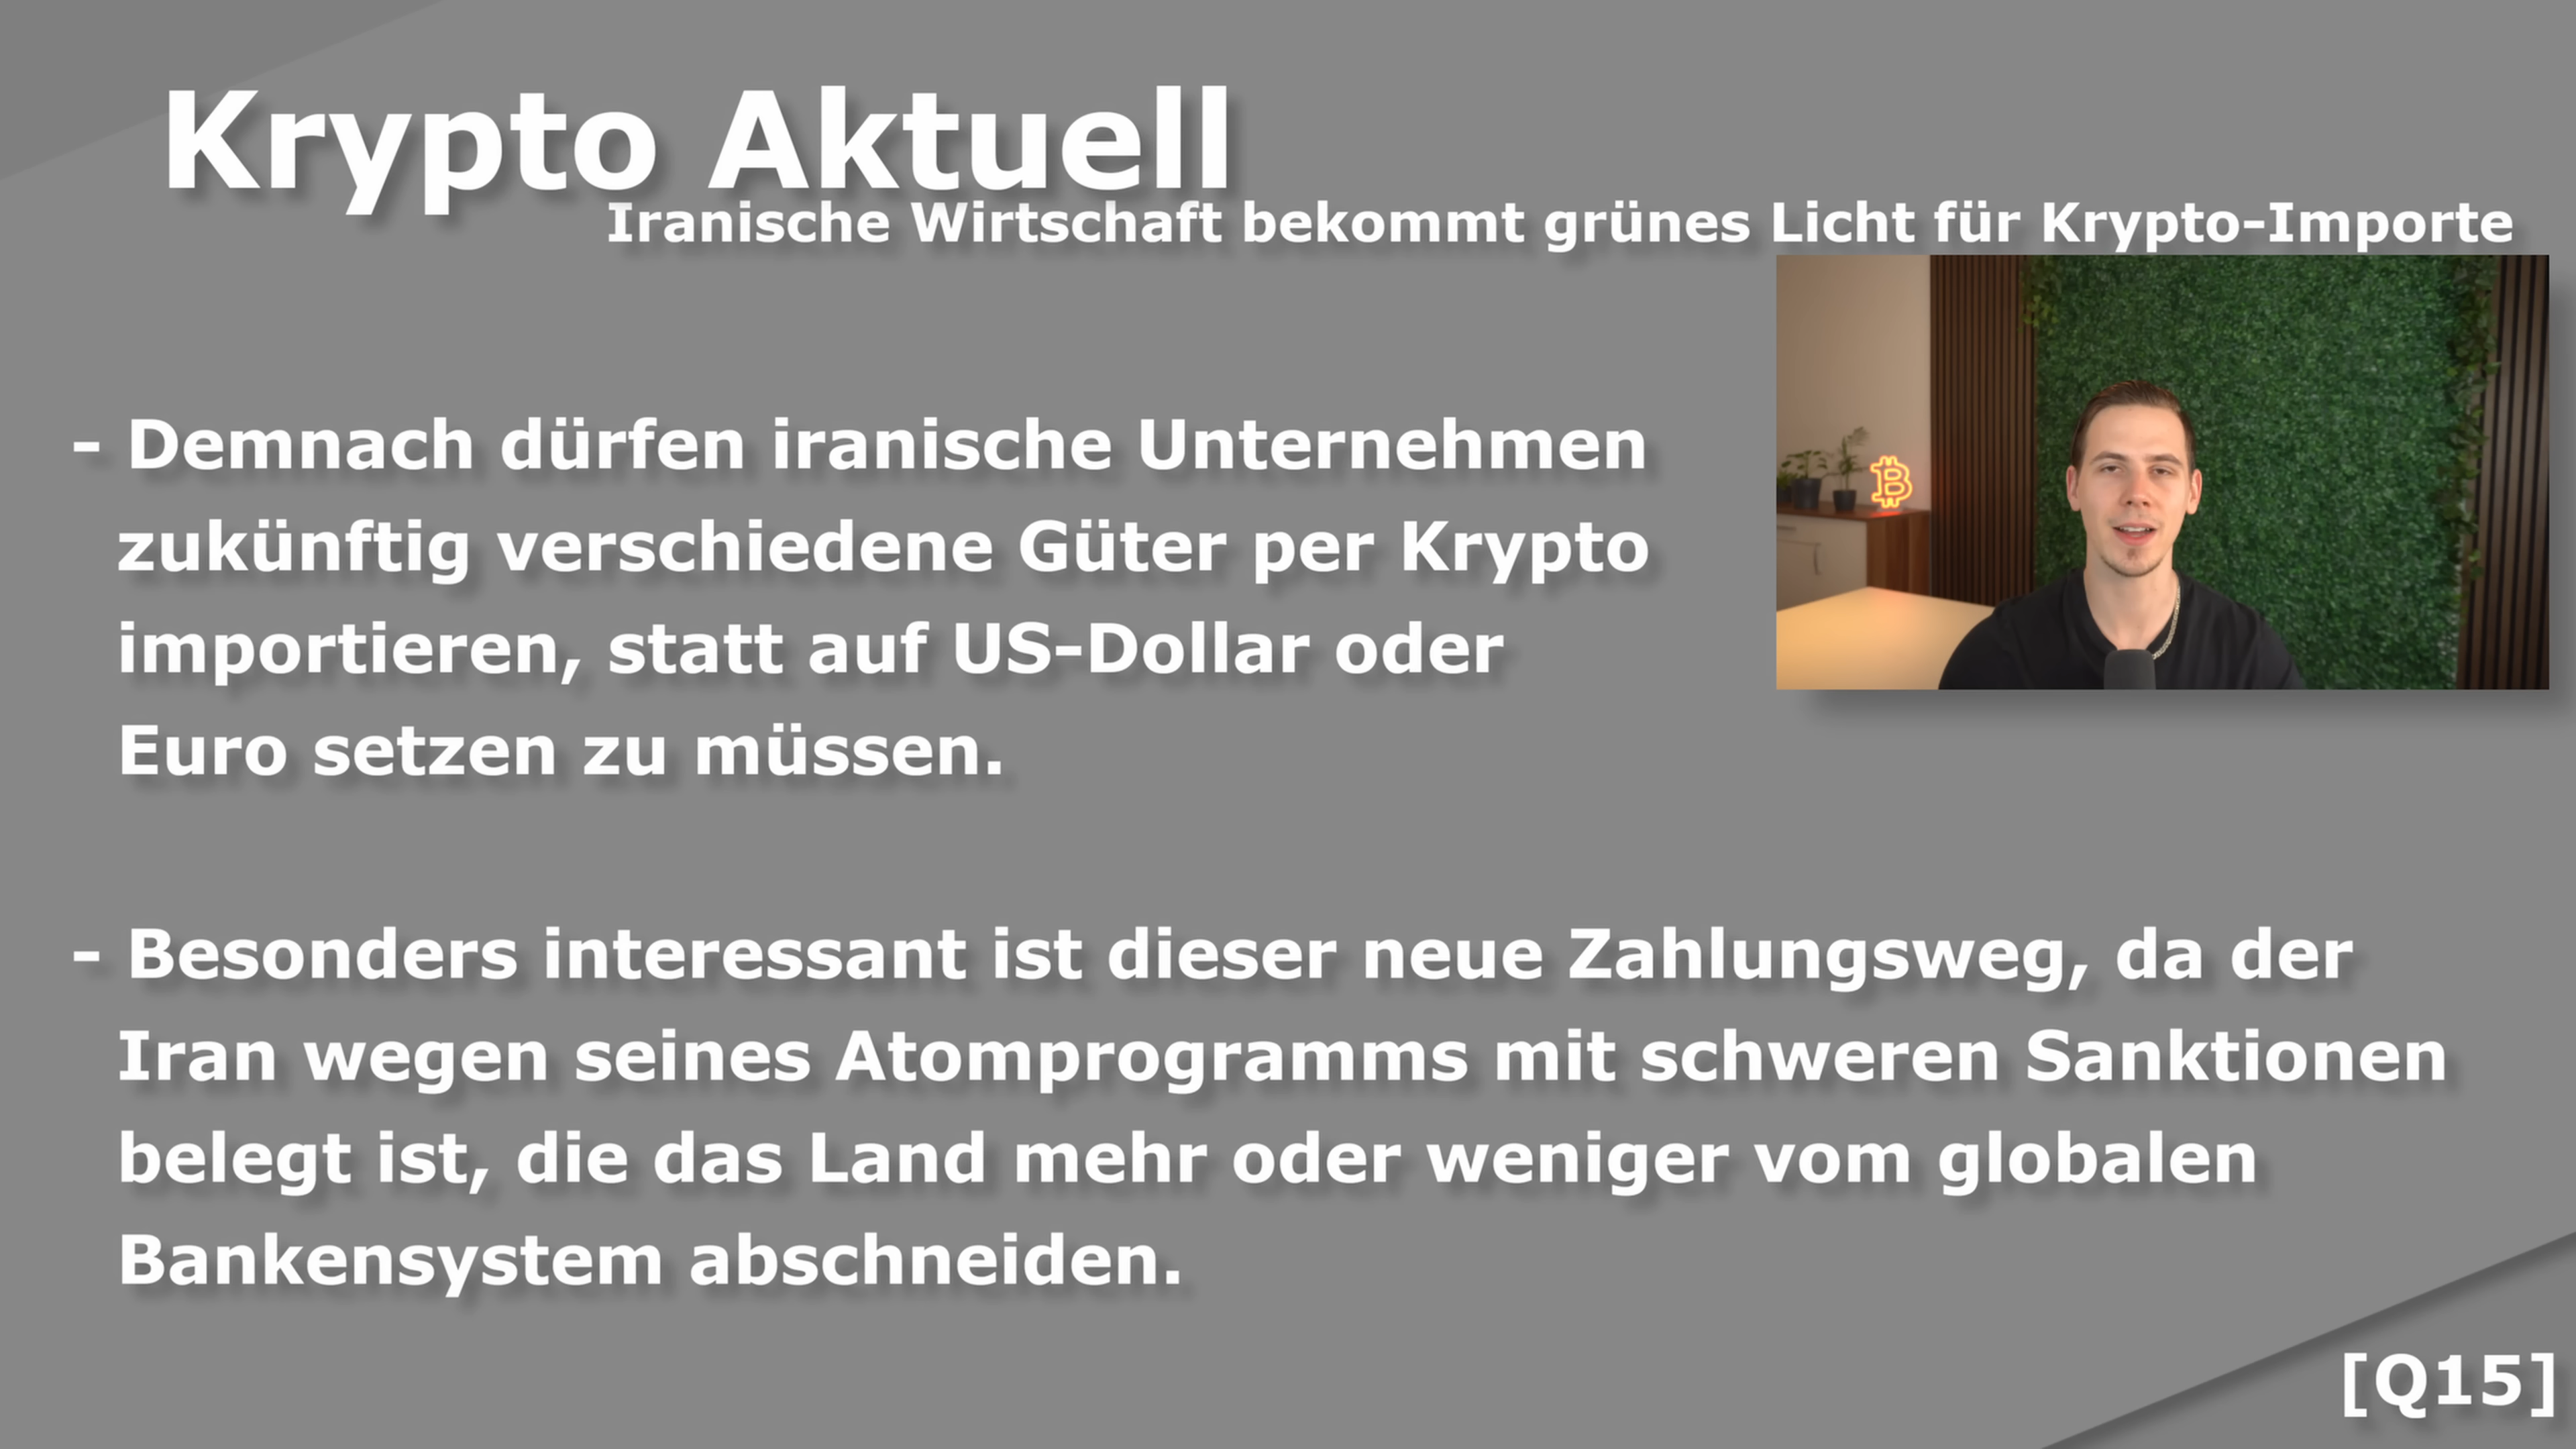 Krypto Aktuell
Iranische Wirtschaft bekommt grünes Licht für Krypto-Importe
- Demnach dürfen iranische Unternehmen
zukünftig verschiedene Güter per Krypto
importieren, statt auf US-Dollar oder
Euro setzen zu müssen.
- Besonders interessant ist dieser neue Zahlungsweg, da der
Iran wegen seines Atomprogramms mit schweren Sanktionen
belegt ist, die das Land mehr oder weniger vom globalen
Bankensystem abschneiden.
[Q15]